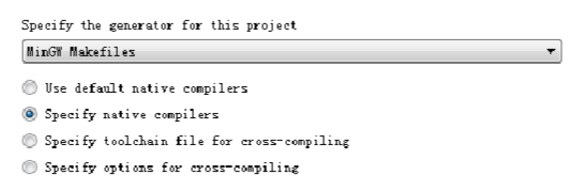 Specify the generator for this project
MinGW Makefiles
Use default native compilers
Specify native compilers
Specify toolchain file for cross-compiling
Specify options for cross-compiling